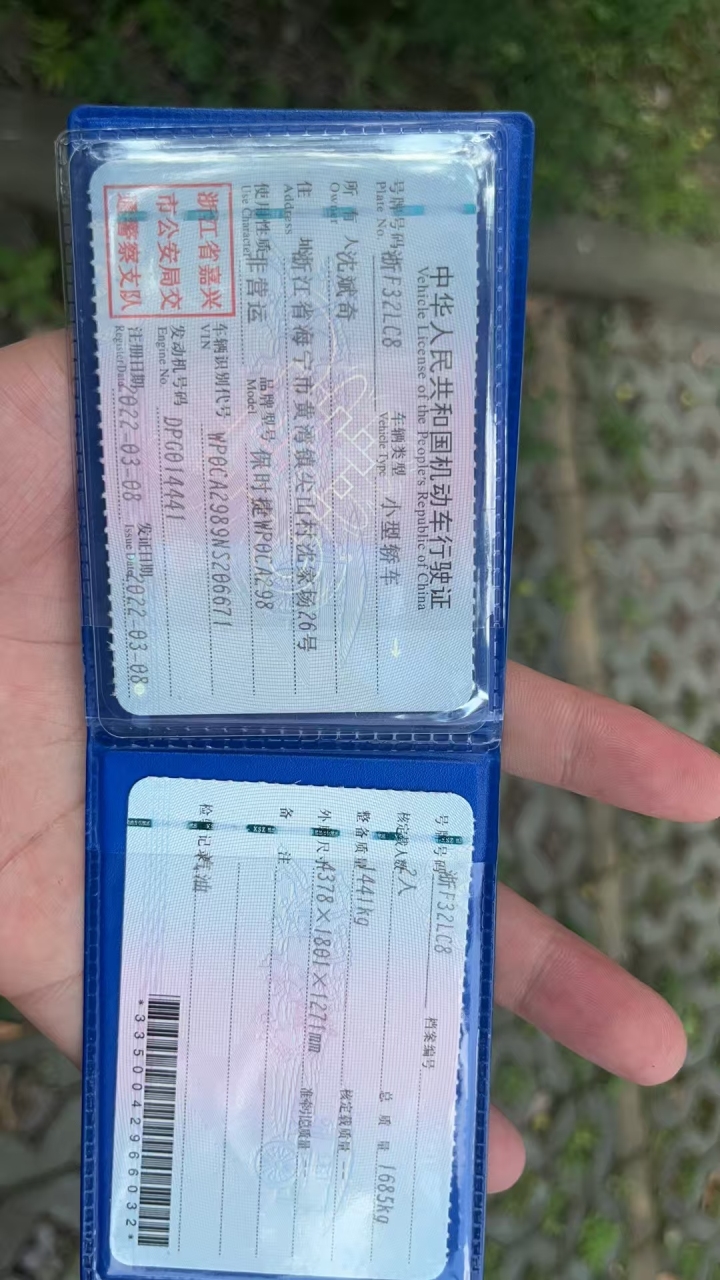 中华人民共和国机动车行驶证
Vehicle License of the People's Republic of China
号牌号码 浙F32LC8 车辆类型 小型轿车
Plate No. Vehicle Type
所有人 沈斌奇
Owner
住址 浙江省海宁市黄湾镇尖山村沈家场26号
Address
使用性质 非营运 品牌型号 保时捷WP0CA298
Use Character Model
浙江省嘉兴
市公安局交
通警察支队
车辆识别代号 WP0CA2989NS206671
VIN
发动机号码 DPG014441
Engine No.
注册日期 2022-03-08 发证日期 2022-03-08
Register Date Issue Date
号牌号码 浙F32LC8 档案编号
核定载人数 2人 总质量 1685kg
整备质量 1441kg 核定载质量 --
外廓尺寸 4378×1801×1271mm 准牵引总质量 --
备注
检验记录 汽油
*3350042966032*